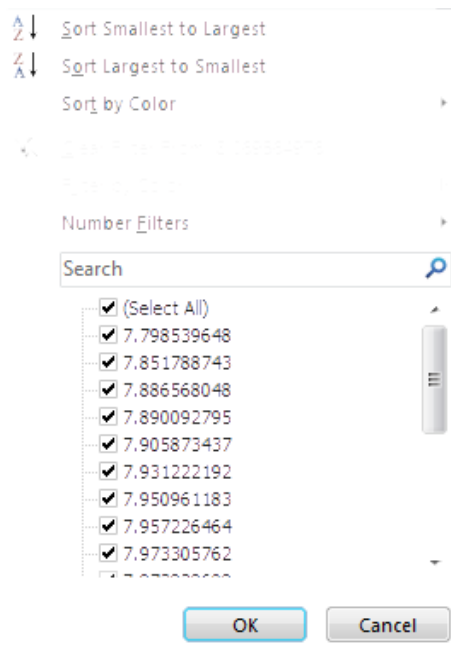 Sort Smallest to Largest
Sort Largest to Smallest
Sort by Color
Number Filters
Search
(Select All)
7.798539648
7.851788743
7.886568048
7.890092795
7.905873437
7.931222192
7.950961183
7.957226464
7.973305762
OK
Cancel